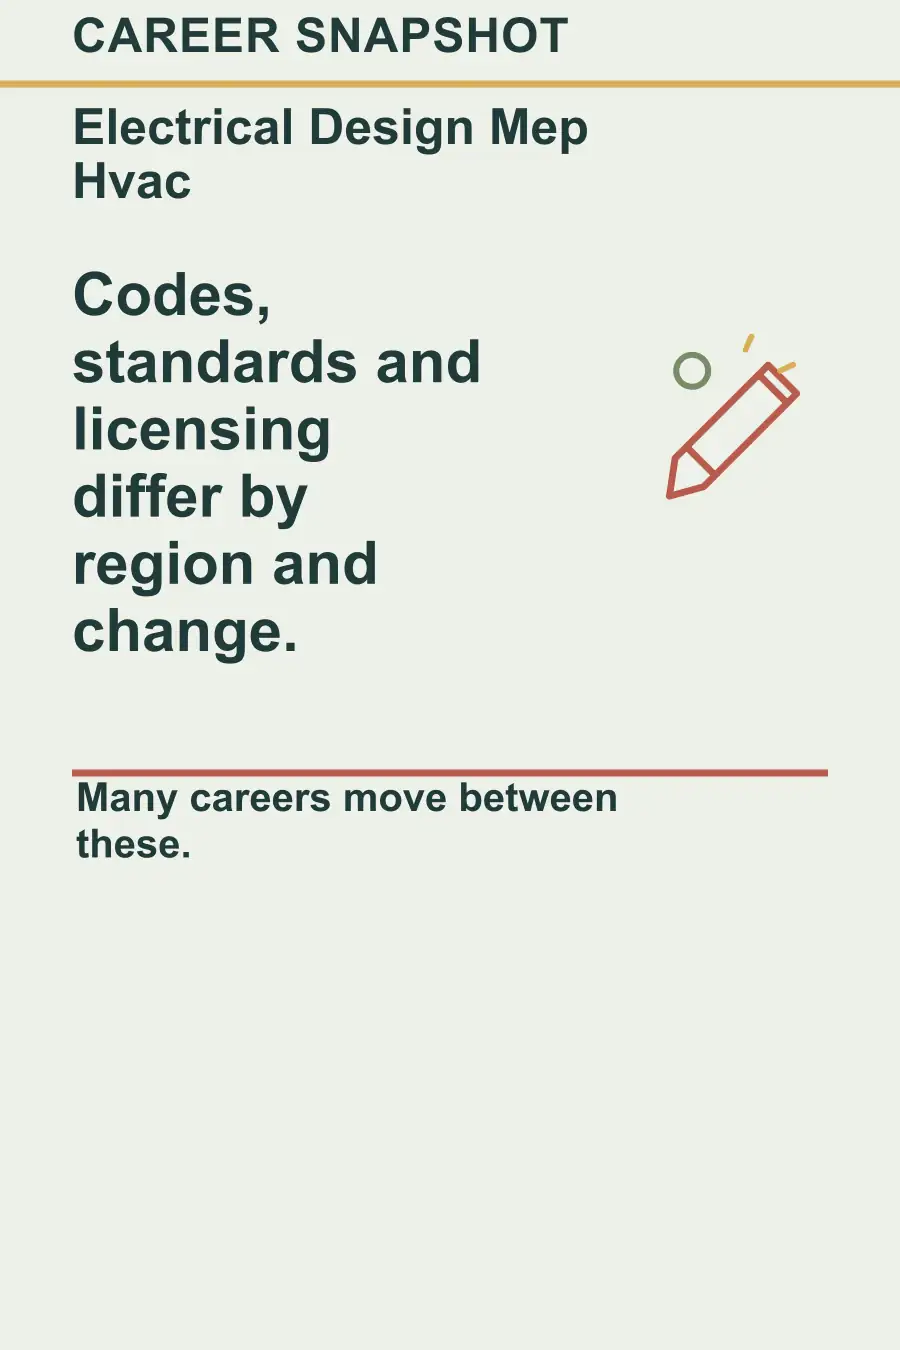 CAREER SNAPSHOT
Electrical Design Mep
Hvac
Codes,
standards and
licensing
differ by
region and
change.
Many careers move between
these.